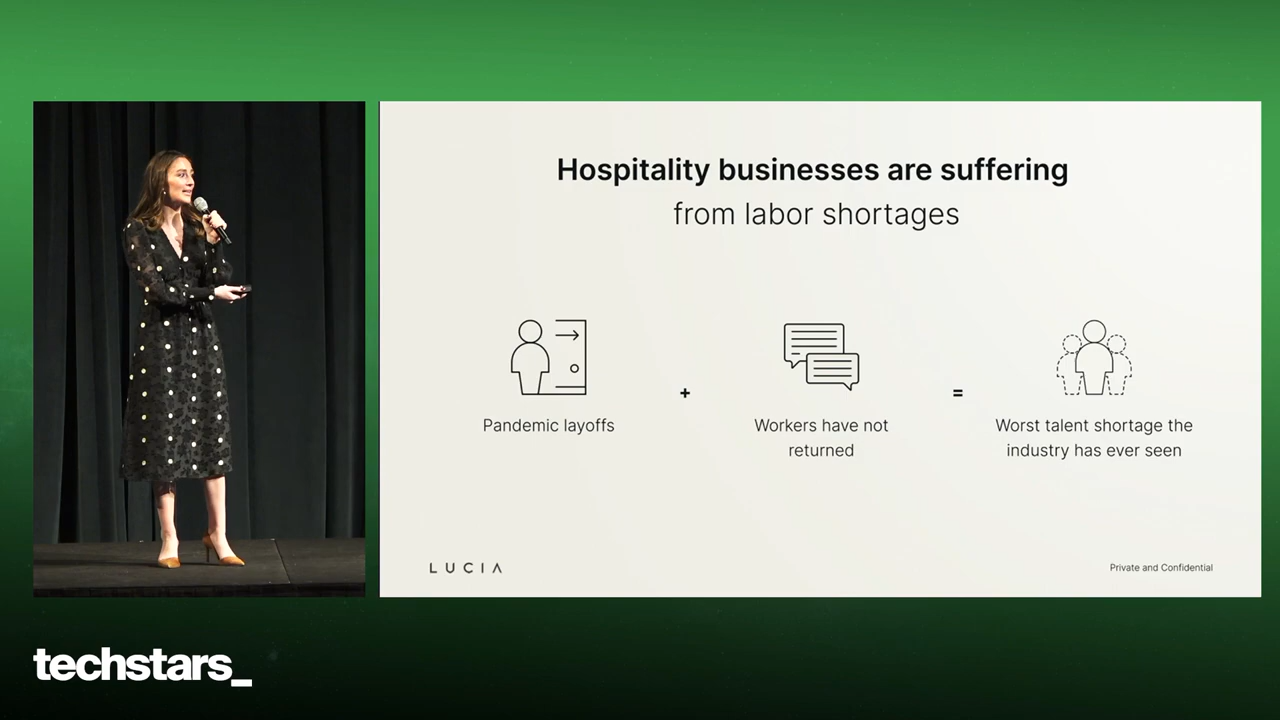 Hospitality businesses are suffering
from labor shortages
Pandemic layoffs
+
Workers have not
returned
=
Worst talent shortage the
industry has ever seen
LUCIA
Private and Confidential
techstars_